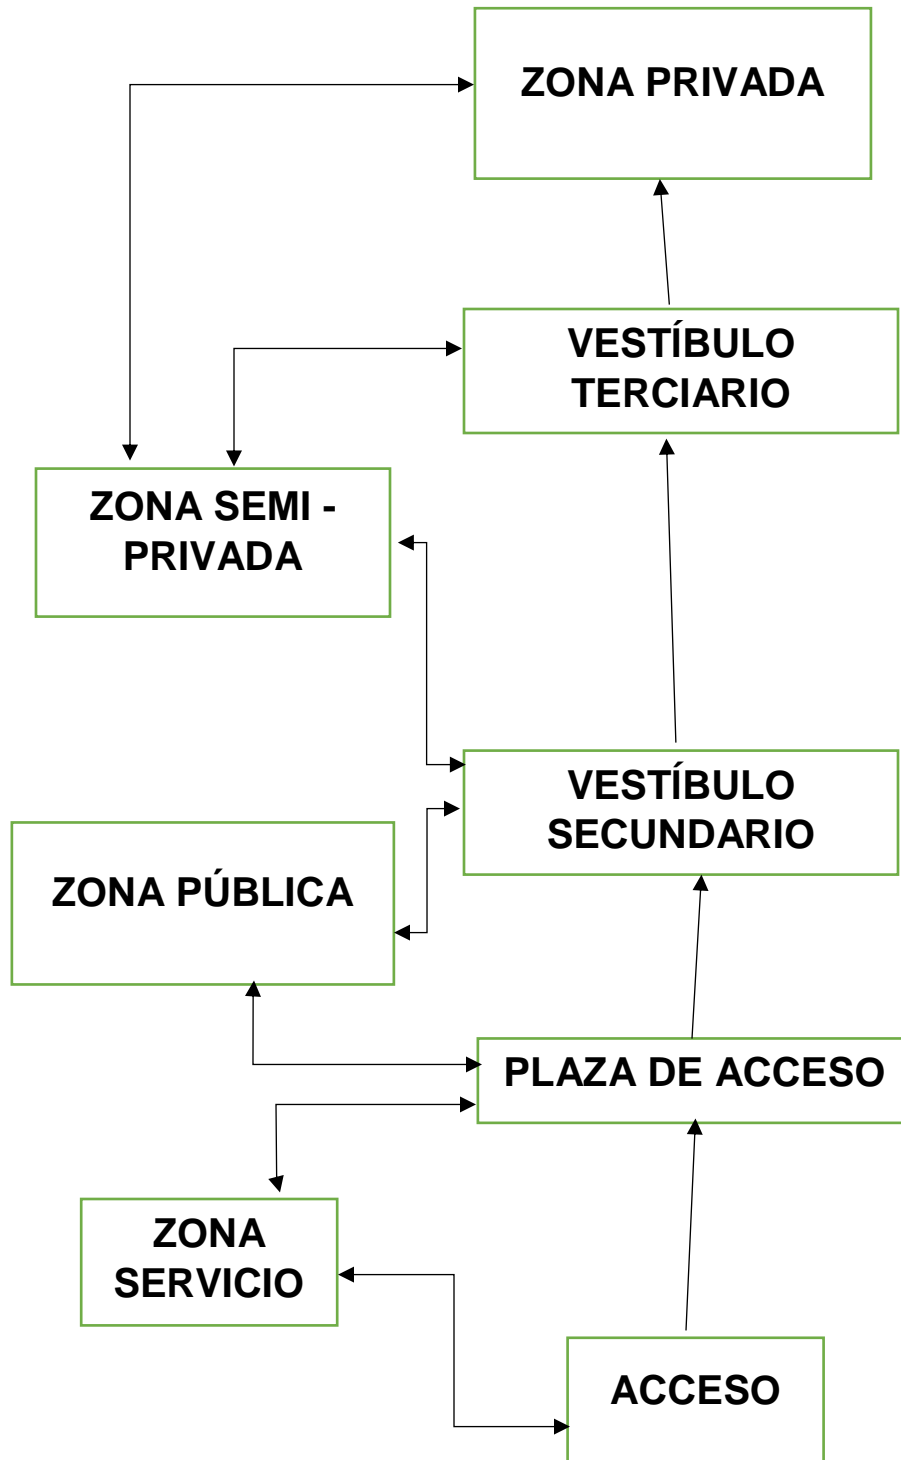 ZONA PRIVADA
VESTÍBULO
TERCIARIO
ZONA SEMI -
PRIVADA
VESTÍBULO
SECUNDARIO
ZONA PÚBLICA
PLAZA DE ACCESO
ZONA
SERVICIO
ACCESO